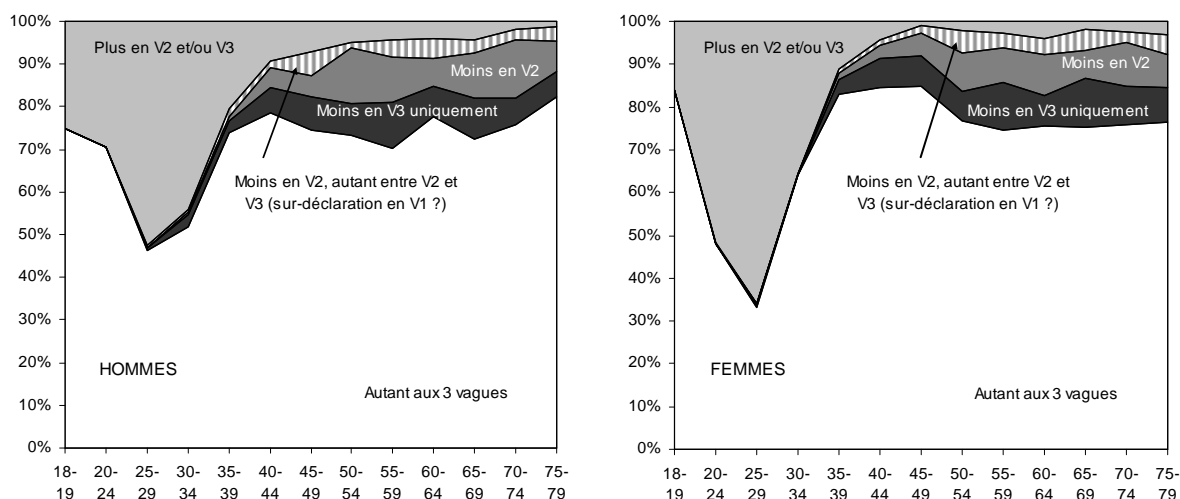 100%
90%
80%
70%
60%
50%
40%
30%
20%
10%
0%
Plus en V2 et/ou V3
Moins en V2
Moins en V3 uniquement
Moins en V2, autant entre V2 et
V3 (sur-déclaration en V1 ?)
HOMMES
Autant aux 3 vagues
18- 20- 25- 30- 35- 40- 45- 50- 55- 60- 65- 70- 75-
19 24 29 34 39 44 49 54 59 64 69 74 79
100%
90%
80%
70%
60%
50%
40%
30%
20%
10%
0%
Plus en V2 et/ou V3
Moins en V2
Moins en V3 uniquement
Moins en V2, autant entre V2 et
V3 (sur-déclaration en V1 ?)
FEMMES
Autant aux 3 vagues
18- 20- 25- 30- 35- 40- 45- 50- 55- 60- 65- 70- 75-
19 24 29 34 39 44 49 54 59 64 69 74 79